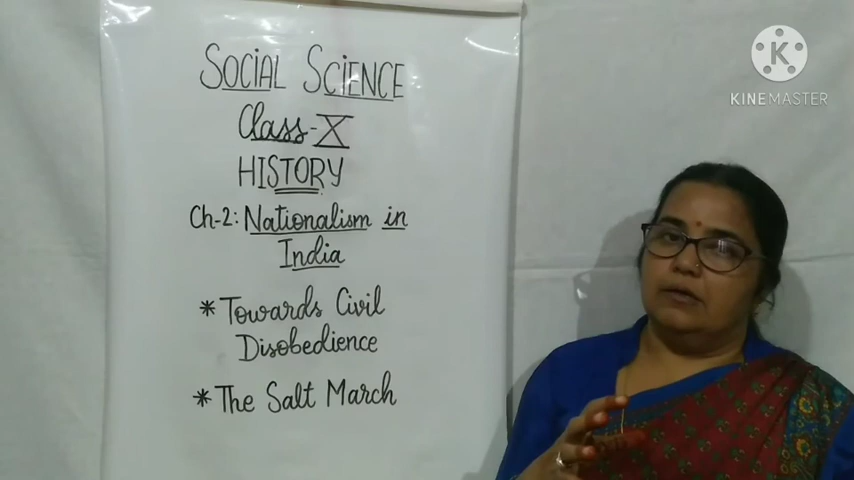 SOCIAL SCIENCE
Class-X
HISTORY
Ch-2: Nationalism in
India
* Towards Civil
Disobedience
* The Salt March
K
KINEMASTER